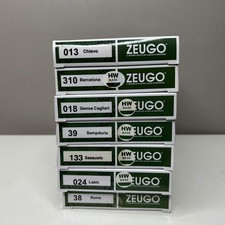 013 Chievo ZEUGO
310 Barcelona HW ZEUGO
018 Genoa Cagliari HW ZEUGO
39 Sampdoria HW ZEUGO
133 Sassuolo HW ZEUGO
024 Lazio HW ZEUGO
38 Roma ZEUGO